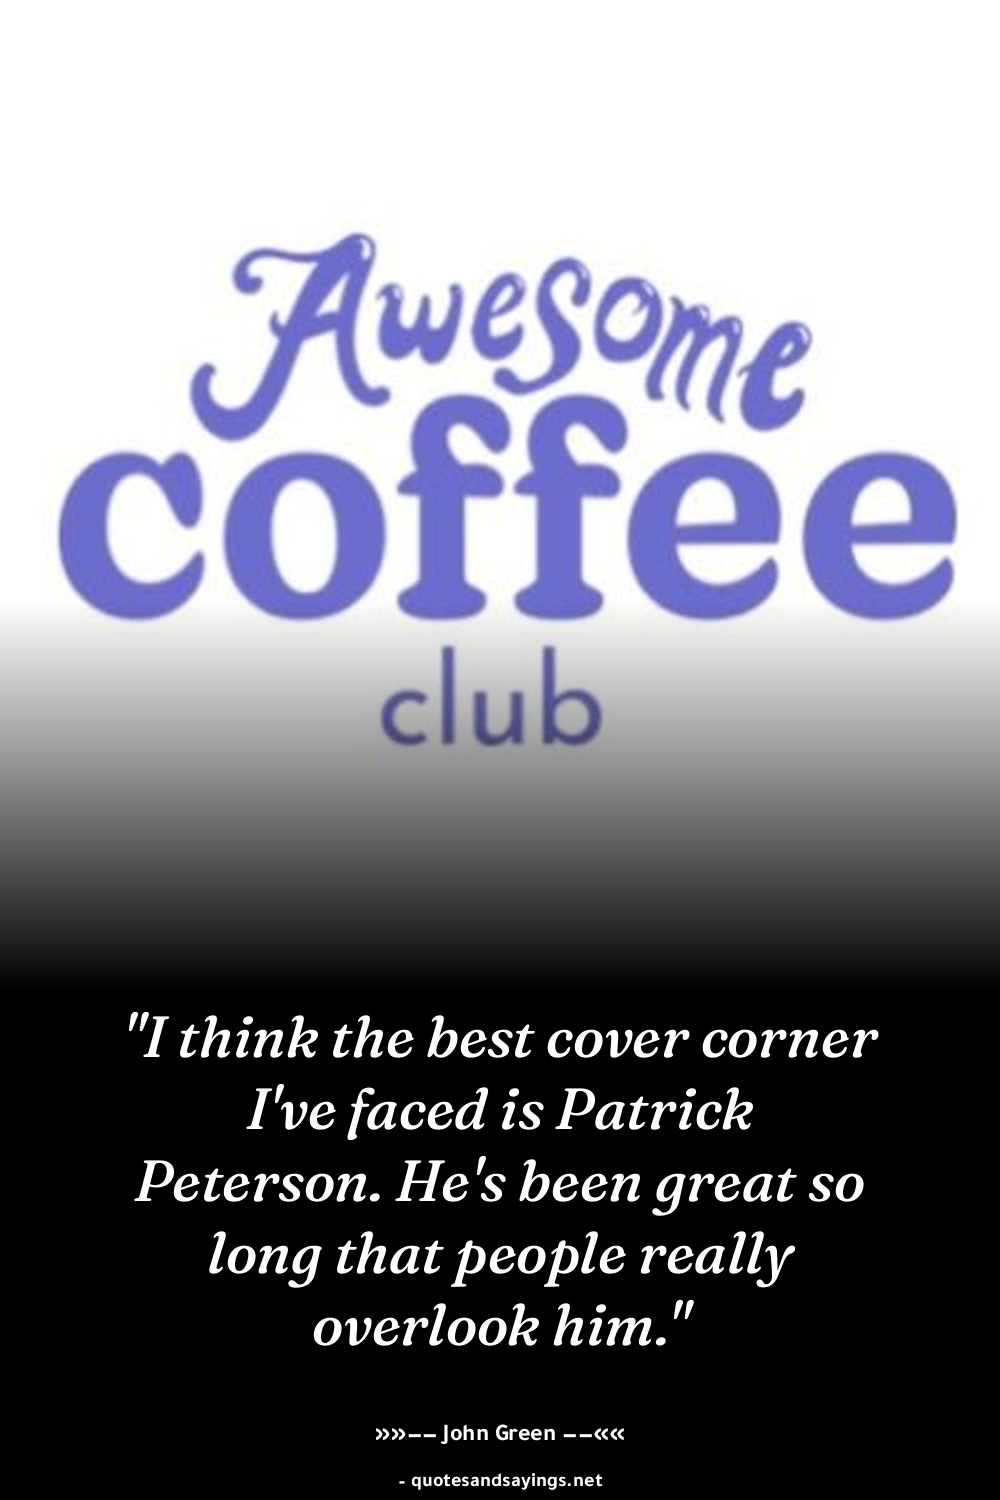 Awesome
coffee
club
"I think the best cover corner
I've faced is Patrick
Peterson. He's been great so
long that people really
overlook him."
»»–– John Green ––««
- quotesandsayings.net